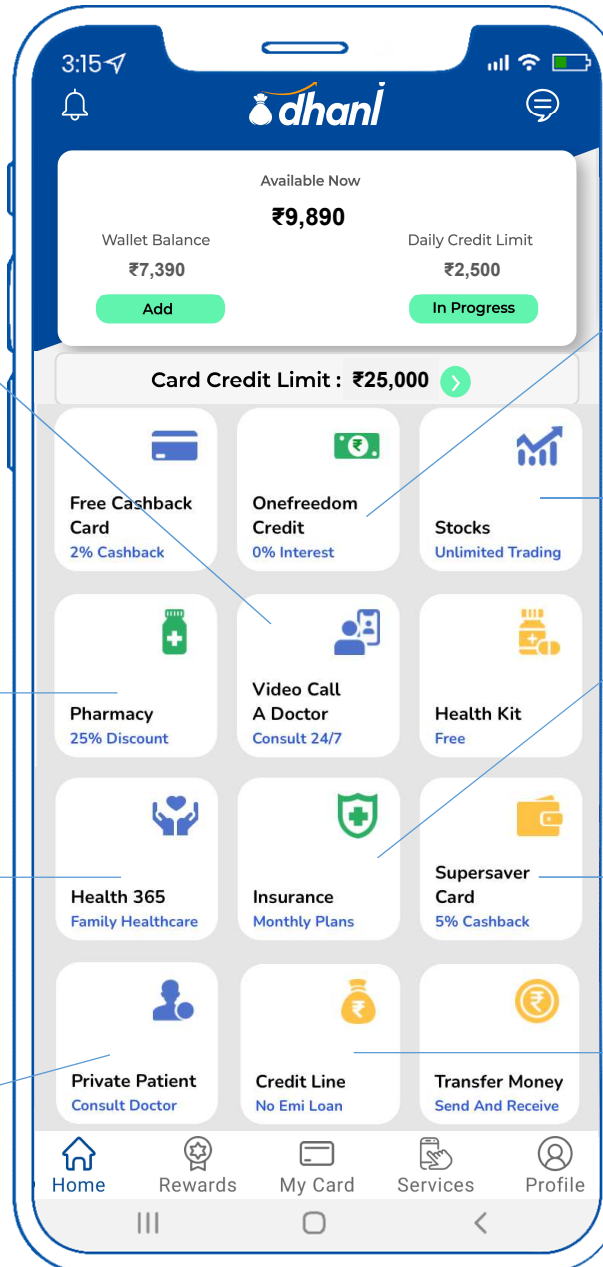 3:15
dhani
Available Now
₹9,890
Wallet Balance
Daily Credit Limit
₹7,390
₹2,500
Add
In Progress
Card Credit Limit : ₹25,000
Free Cashback
Card
2% Cashback
Onefreedom
Credit
0% Interest
Stocks
Unlimited Trading
Pharmacy
25% Discount
Video Call
A Doctor
Consult 24/7
Health Kit
Free
Health 365
Family Healthcare
Insurance
Monthly Plans
Supersaver
Card
5% Cashback
Private Patient
Consult Doctor
Credit Line
No Emi Loan
Transfer Money
Send And Receive
Home
Rewards
My Card
Services
Profile